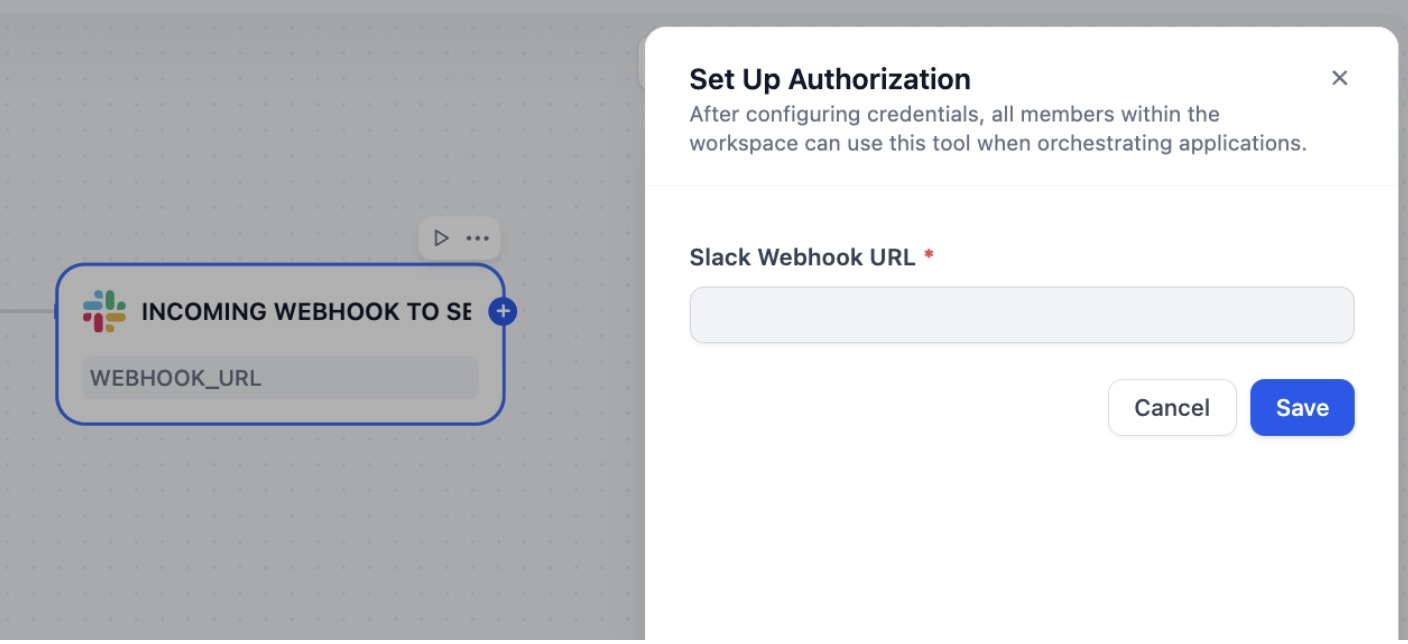 Set Up Authorization
After configuring credentials, all members within the
workspace can use this tool when orchestrating applications.
Slack Webhook URL *
Cancel
Save
INCOMING WEBHOOK TO
WEBHOOK_URL